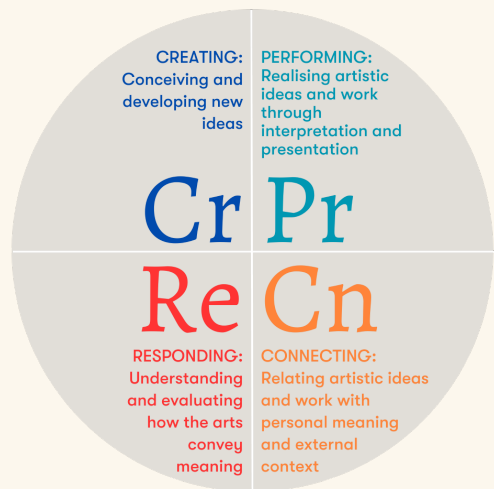 CREATING:
Conceiving and
developing new
ideas
Cr
PERFORMING:
Realising artistic
ideas and work
through
interpretation and
presentation
Pr
Re
RESPONDING:
Understanding
and evaluating
how the arts
convey
meaning
Cn
CONNECTING:
Relating artistic ideas
and work with
personal meaning
and external
context